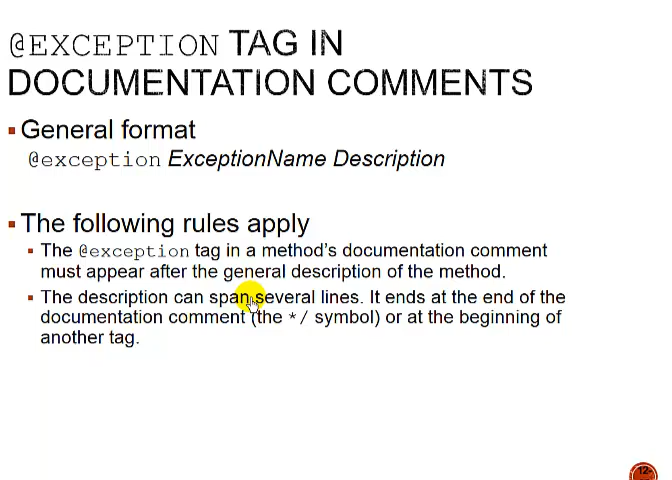 @EXCEPTION TAG IN
DOCUMENTATION COMMENTS
▪ General format
@exception ExceptionName Description
▪ The following rules apply
▪ The @exception tag in a method's documentation comment
must appear after the general description of the method.
▪ The description can span several lines. It ends at the end of the
documentation comment (the */ symbol) or at the beginning of
another tag.
12-